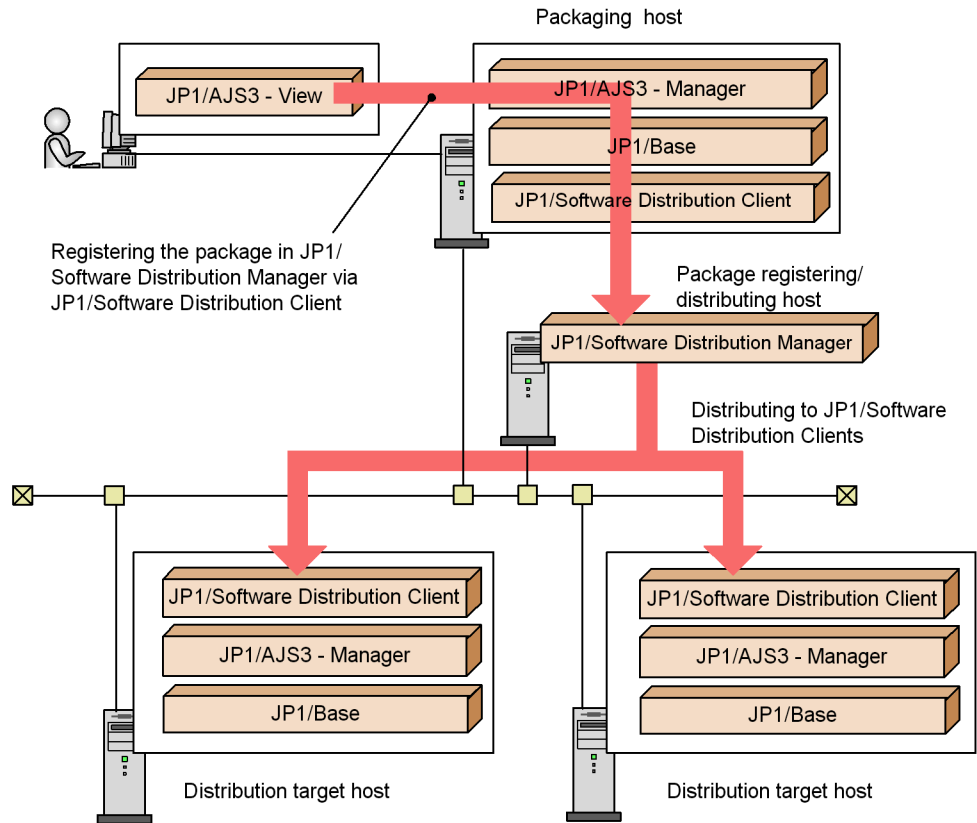 Packaging host
JP1/AJS3 - View
JP1/AJS3 - Manager
JP1/Base
JP1/Software Distribution Client
Registering the package in JP1/
Software Distribution Manager via
JP1/Software Distribution Client
Package registering/
distributing host
JP1/Software Distribution Manager
Distributing to JP1/Software
Distribution Clients
JP1/Software Distribution Client
JP1/AJS3 - Manager
JP1/Base
Distribution target host
JP1/Software Distribution Client
JP1/AJS3 - Manager
JP1/Base
Distribution target host